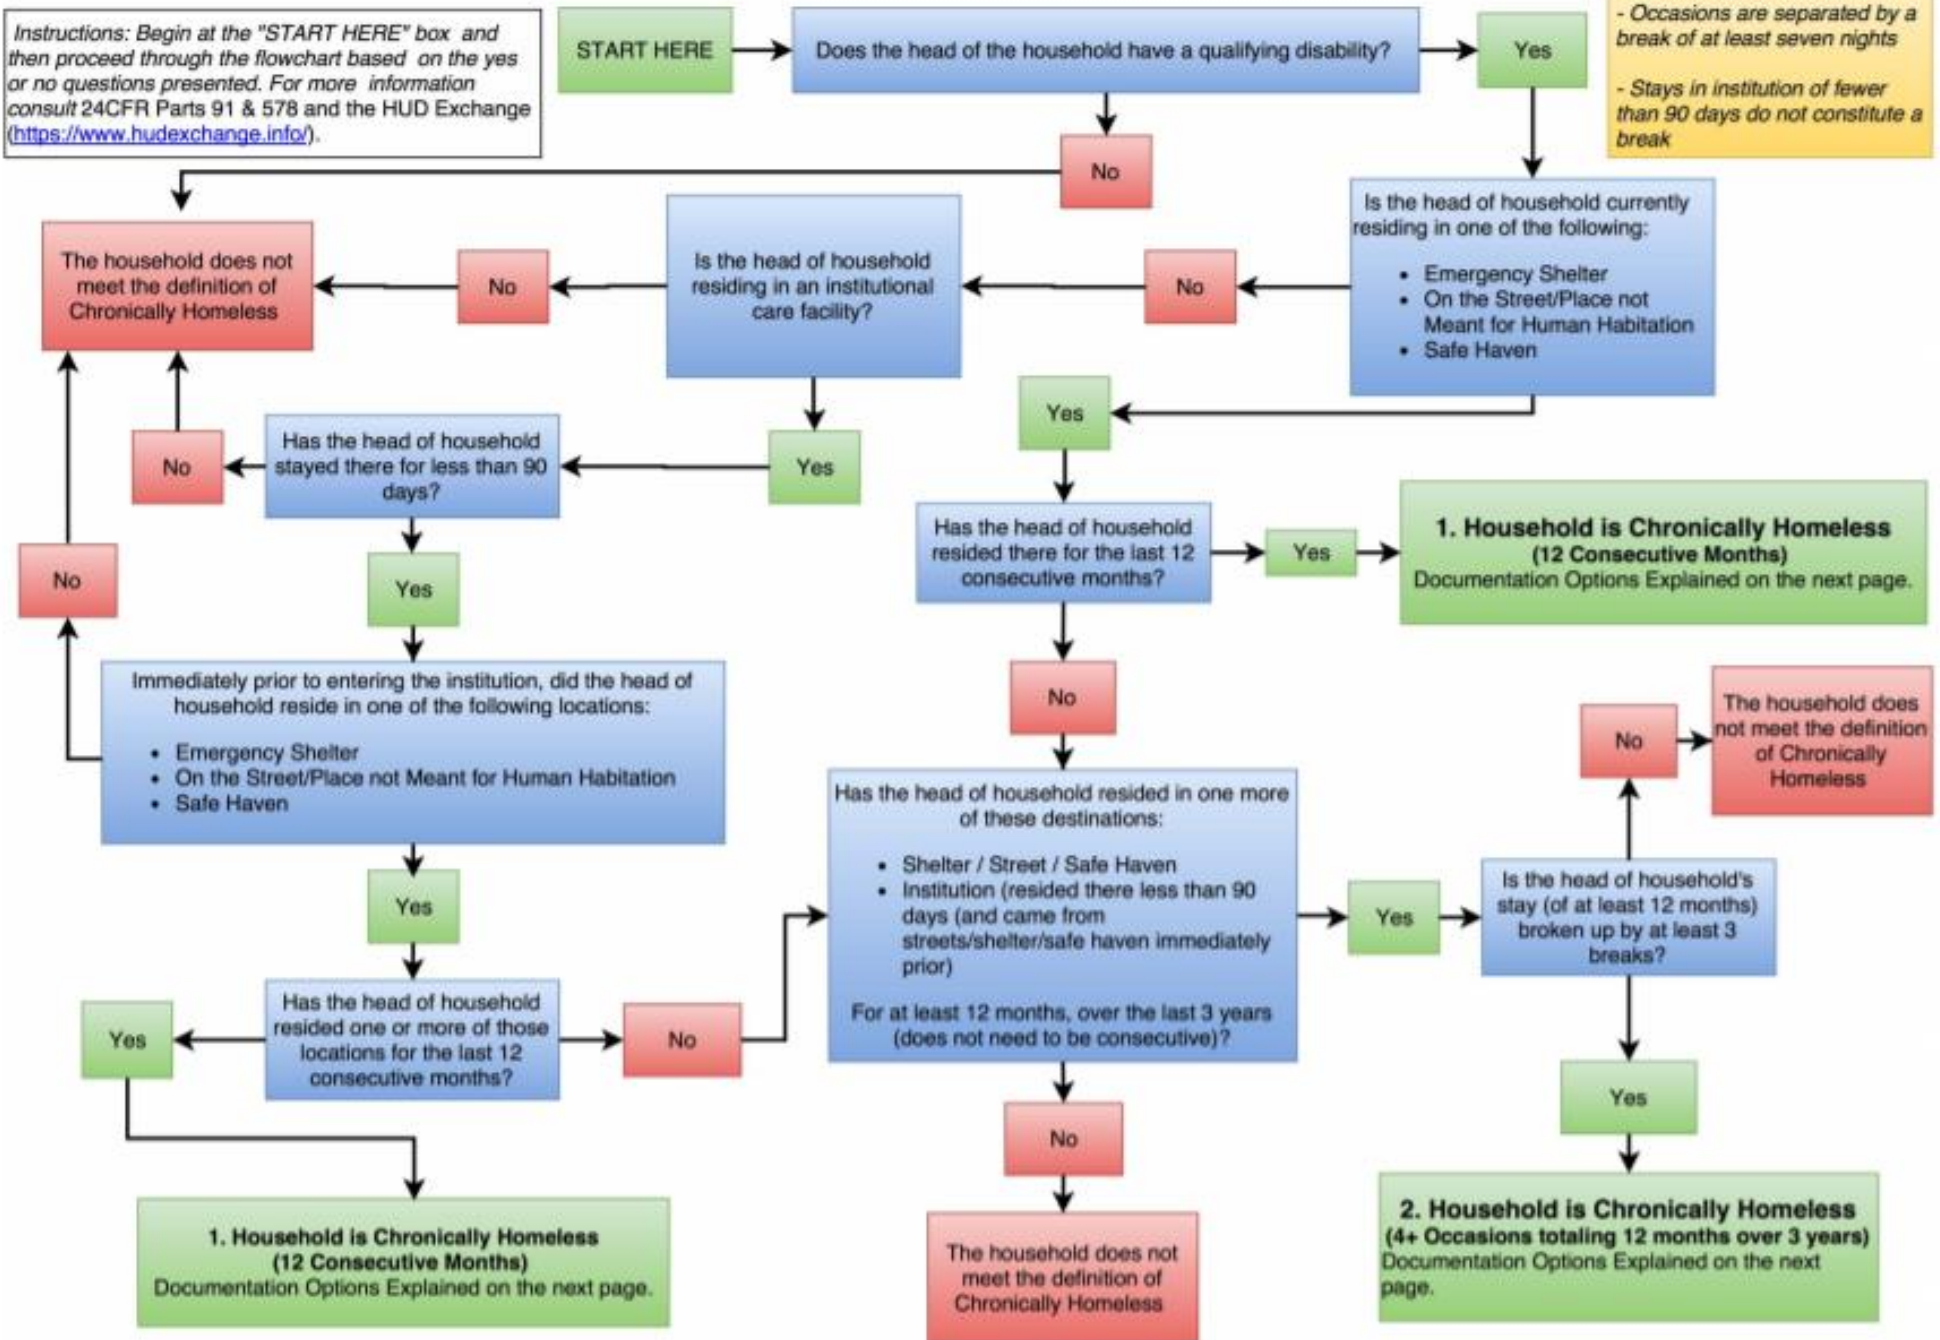 Instructions: Begin at the "START HERE" box and
then proceed through the flowchart based on the yes
or no questions presented. For more information
consult 24CFR Parts 91 & 578 and the HUD Exchange
(https://www.hudexchange.info/).
START HERE
Does the head of the household have a qualifying disability?
Yes
- Occasions are separated by a
break of at least seven nights
- Stays in institution of fewer
than 90 days do not constitute a
break
No
The household does not
meet the definition of
Chronically Homeless
No
Is the head of household
residing in an institutional
care facility?
No
Is the head of household currently
residing in one of the following:
• Emergency Shelter
• On the Street/Place not
Meant for Human Habitation
• Safe Haven
Yes
No
Has the head of household
stayed there for less than 90
days?
Yes
Has the head of household
resided there for the last 12
consecutive months?
Yes
1. Household is Chronically Homeless
(12 Consecutive Months)
Documentation Options Explained on the next page.
No
Yes
Immediately prior to entering the institution, did the head of
household reside in one of the following locations:
• Emergency Shelter
• On the Street/Place not Meant for Human Habitation
• Safe Haven
No
No
The household does
not meet the definition
of Chronically
Homeless
Has the head of household resided in one more
of these destinations:
• Shelter / Street / Safe Haven
• Institution (resided there less than 90
days (and came from
streets/shelter/safe haven immediately
prior)
For at least 12 months, over the last 3 years
(does not need to be consecutive)?
Yes
Is the head of household's
stay (of at least 12 months)
broken up by at least 3
breaks?
Yes
Yes
Has the head of household
resided one or more of those
locations for the last 12
consecutive months?
No
Yes
No
1. Household is Chronically Homeless
(12 Consecutive Months)
Documentation Options Explained on the next page.
The household does not
meet the definition of
Chronically Homeless
2. Household is Chronically Homeless
(4+ Occasions totaling 12 months over 3 years)
Documentation Options Explained on the next
page.